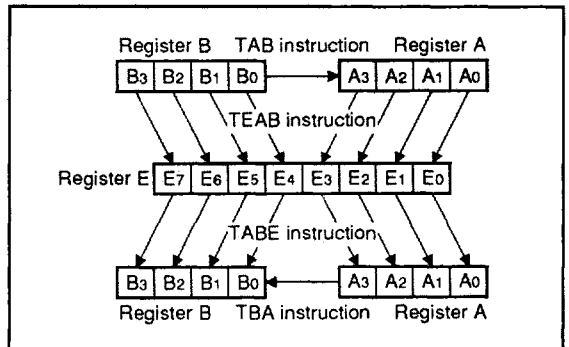 Register B TAB instruction Register A
B3 B2 B1 B0 A3 A2 A1 A0
TEAB instruction
Register E E7 E6 E5 E4 E3 E2 E1 E0
TABE instruction
B3 B2 B1 B0 A3 A2 A1 A0
Register B TBA instruction Register A